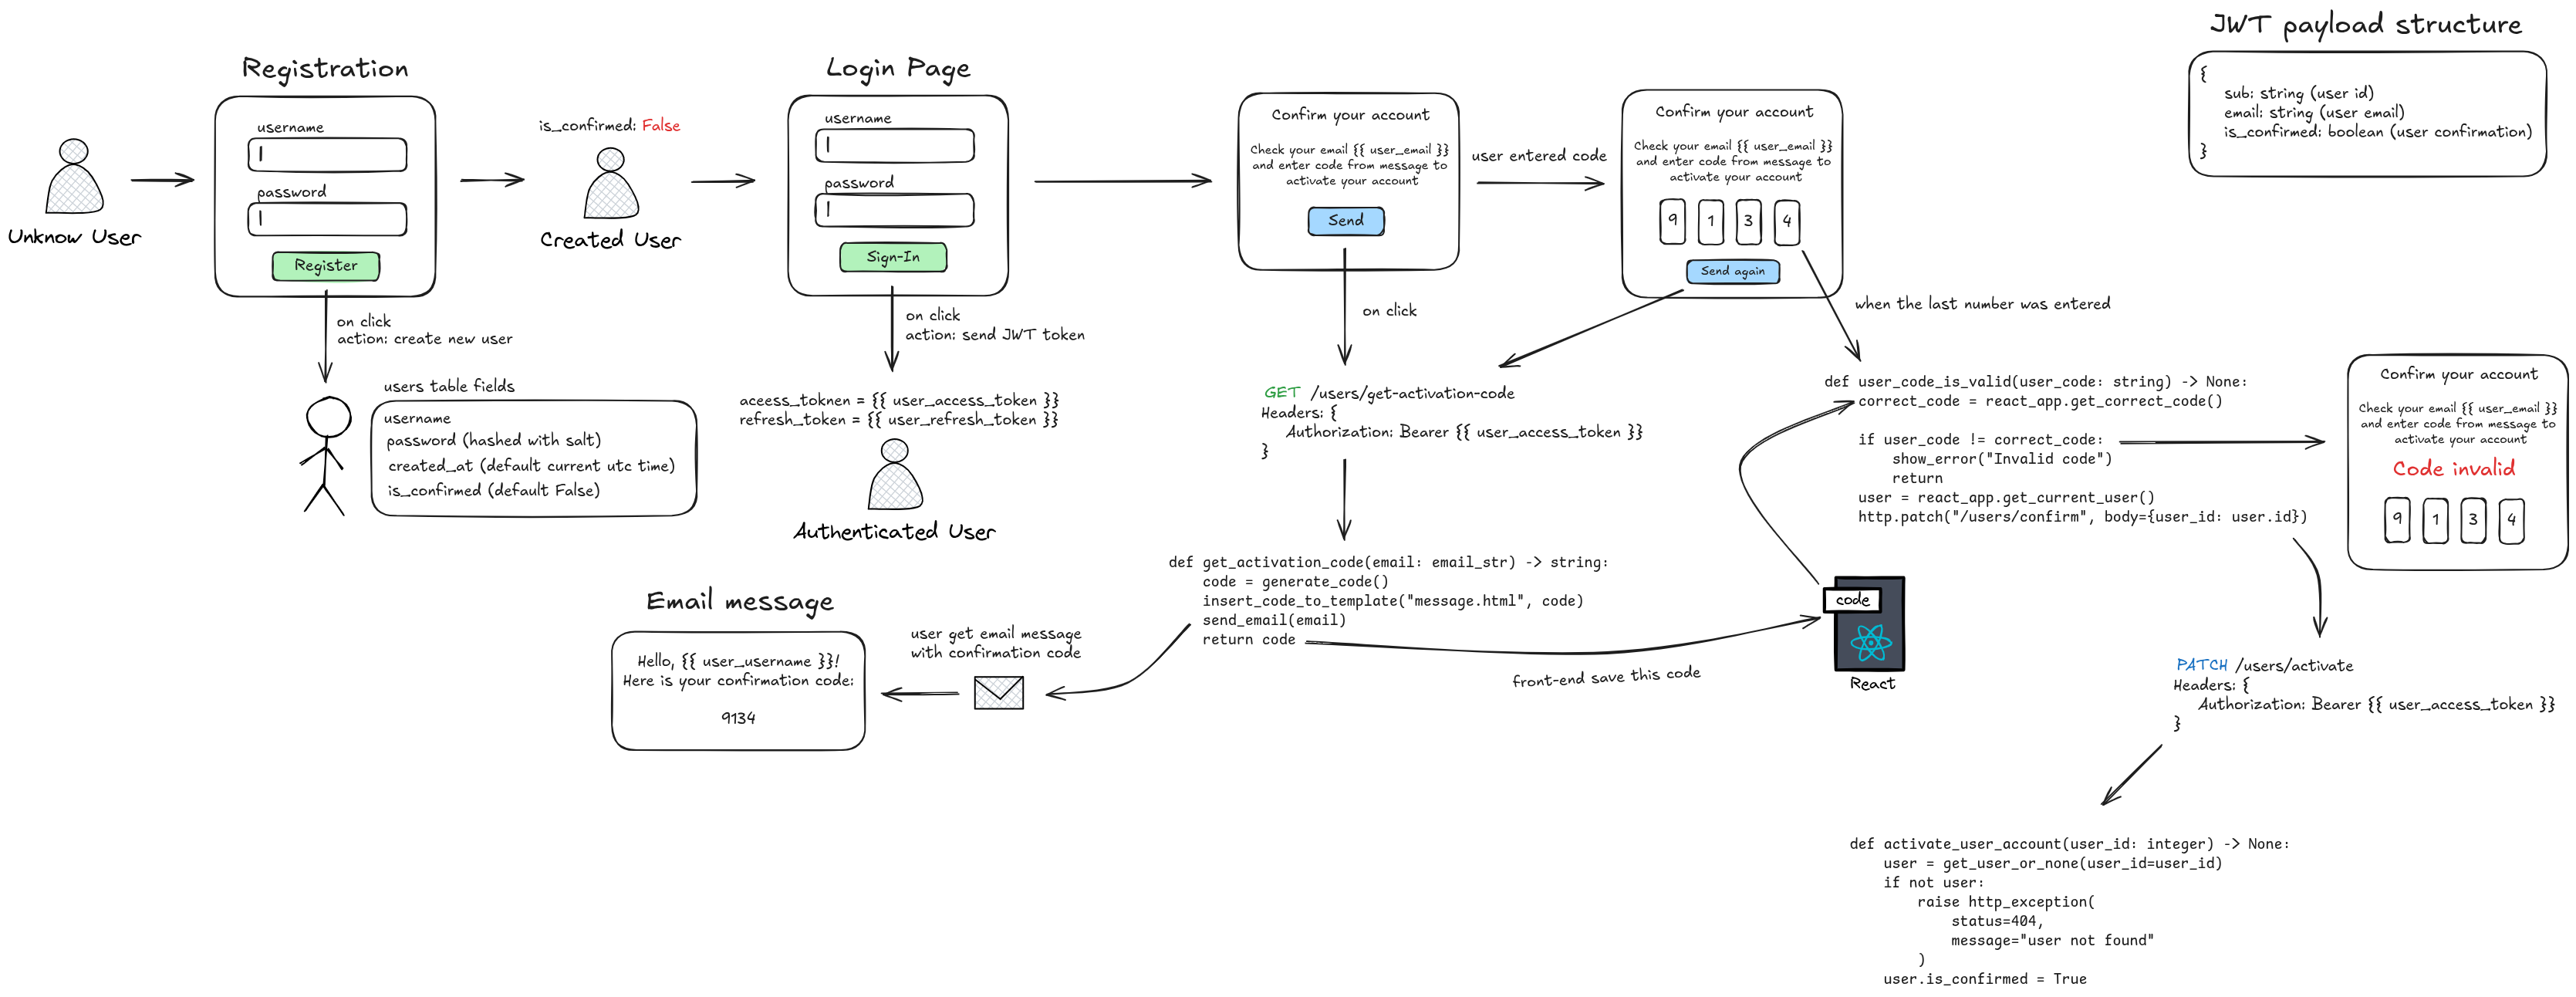 JWT payload structure
{
sub: string (user id)
email: string (user email)
is_confirmed: boolean (user confirmation)
}
Registration
username
password
Register
Unknow User
on click
action: create new user
users table fields
username
password (hashed with salt)
created_at (default current utc time)
is_confirmed (default False)
is_confirmed: False
Created User
Login Page
username
password
Sign-In
on click
action: send JWT token
aceess_toknen = {{ user_access_token }}
refresh_token = {{ user_refresh_token }}
Authenticated User
Confirm your account
Check your email {{ user_email }}
and enter code from message to
activate your account
Send
on click
user entered code
Confirm your account
Check your email {{ user_email }}
and enter code from message to
activate your account
9 1 3 4
Send again
when the last number was entered
GET /users/get-activation-code
Headers: {
Authorization: Bearer {{ user_access_token }}
}
def get_activation_code(email: email_str) -> string:
code = generate_code()
insert_code_to_template("message.html", code)
send_email(email)
return code
user get email message
with confirmation code
Email message
Hello, {{ user_username }}!
Here is your confirmation code:
9134
front-end save this code
code
React
def user_code_is_valid(user_code: string) -> None:
correct_code = react_app.get_correct_code()
if user_code != correct_code:
show_error("Invalid code")
return
user = react_app.get_current_user()
http.patch("/users/confirm", body={user_id: user.id})
Confirm your account
Check your email {{ user_email }}
and enter code from message to
activate your account
Code invalid
9 1 3 4
PATCH /users/activate
Headers: {
Authorization: Bearer {{ user_access_token }}
}
def activate_user_account(user_id: integer) -> None:
user = get_user_or_none(user_id=user_id)
if not user:
raise http_exception(
status=404,
message="user not found"
)
user.is_confirmed = True